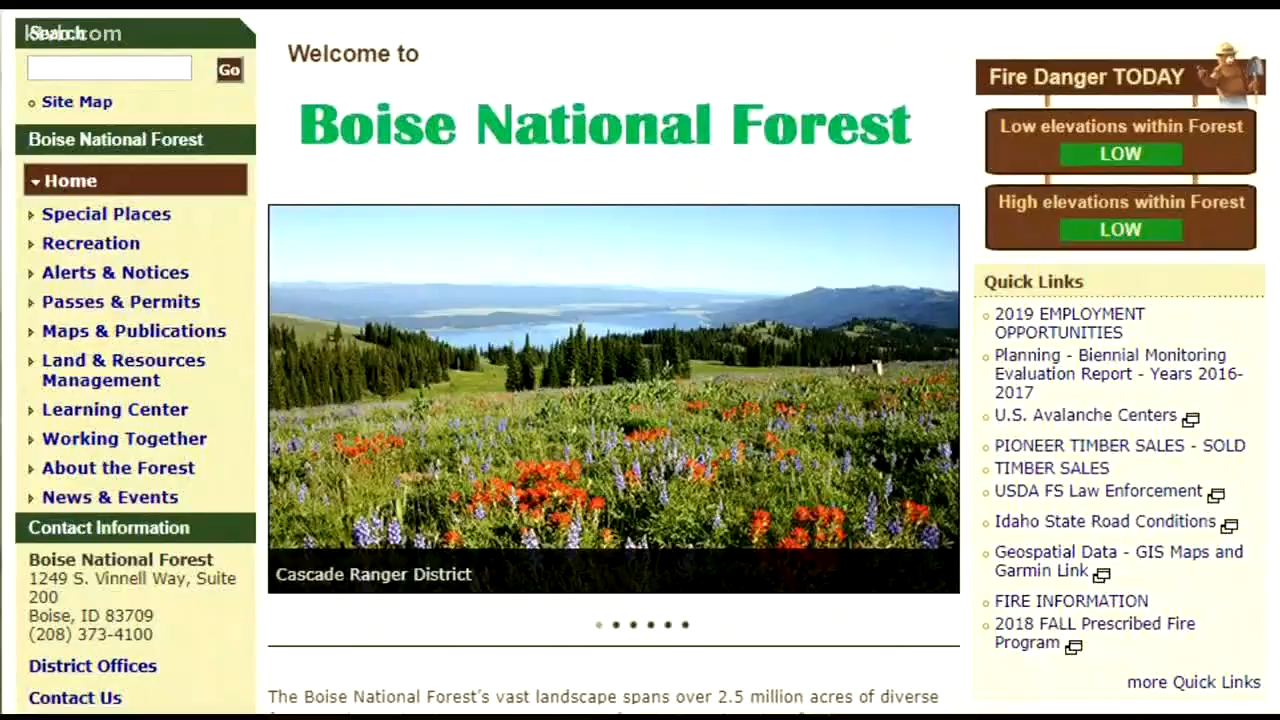 ktvb.com
Search
Go
Site Map
Boise National Forest
Home
Special Places
Recreation
Alerts & Notices
Passes & Permits
Maps & Publications
Land & Resources
Management
Learning Center
Working Together
About the Forest
News & Events
Contact Information
Boise National Forest
1249 S. Vinnell Way, Suite
200
Boise, ID 83709
(208) 373-4100
District Offices
Contact Us
Welcome to
Boise National Forest
Cascade Ranger District
The Boise National Forest's vast landscape spans over 2.5 million acres of diverse
Fire Danger TODAY
Low elevations within Forest
LOW
High elevations within Forest
LOW
Quick Links
2019 EMPLOYMENT
OPPORTUNITIES
Planning - Biennial Monitoring
Evaluation Report - Years 2016-
2017
U.S. Avalanche Centers
PIONEER TIMBER SALES - SOLD
TIMBER SALES
USDA FS Law Enforcement
Idaho State Road Conditions
Geospatial Data - GIS Maps and
Garmin Link
FIRE INFORMATION
2018 FALL Prescribed Fire
Program
more Quick Links